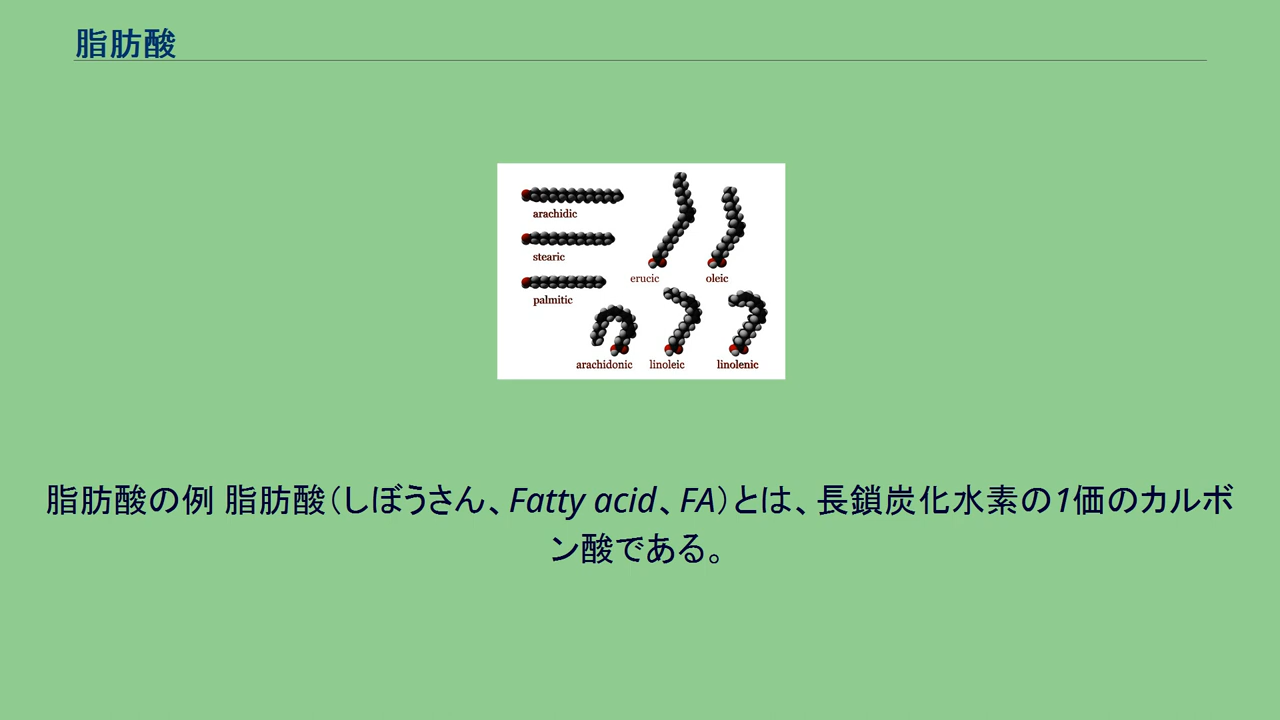 脂肪酸
arachidic
stearic
palmitic
erucic
oleic
arachidonic
linoleic
linolenic
脂肪酸の例 脂肪酸（しぼうさん、Fatty acid、FA）とは、長鎖炭化水素の1価のカルボ
ン酸である。